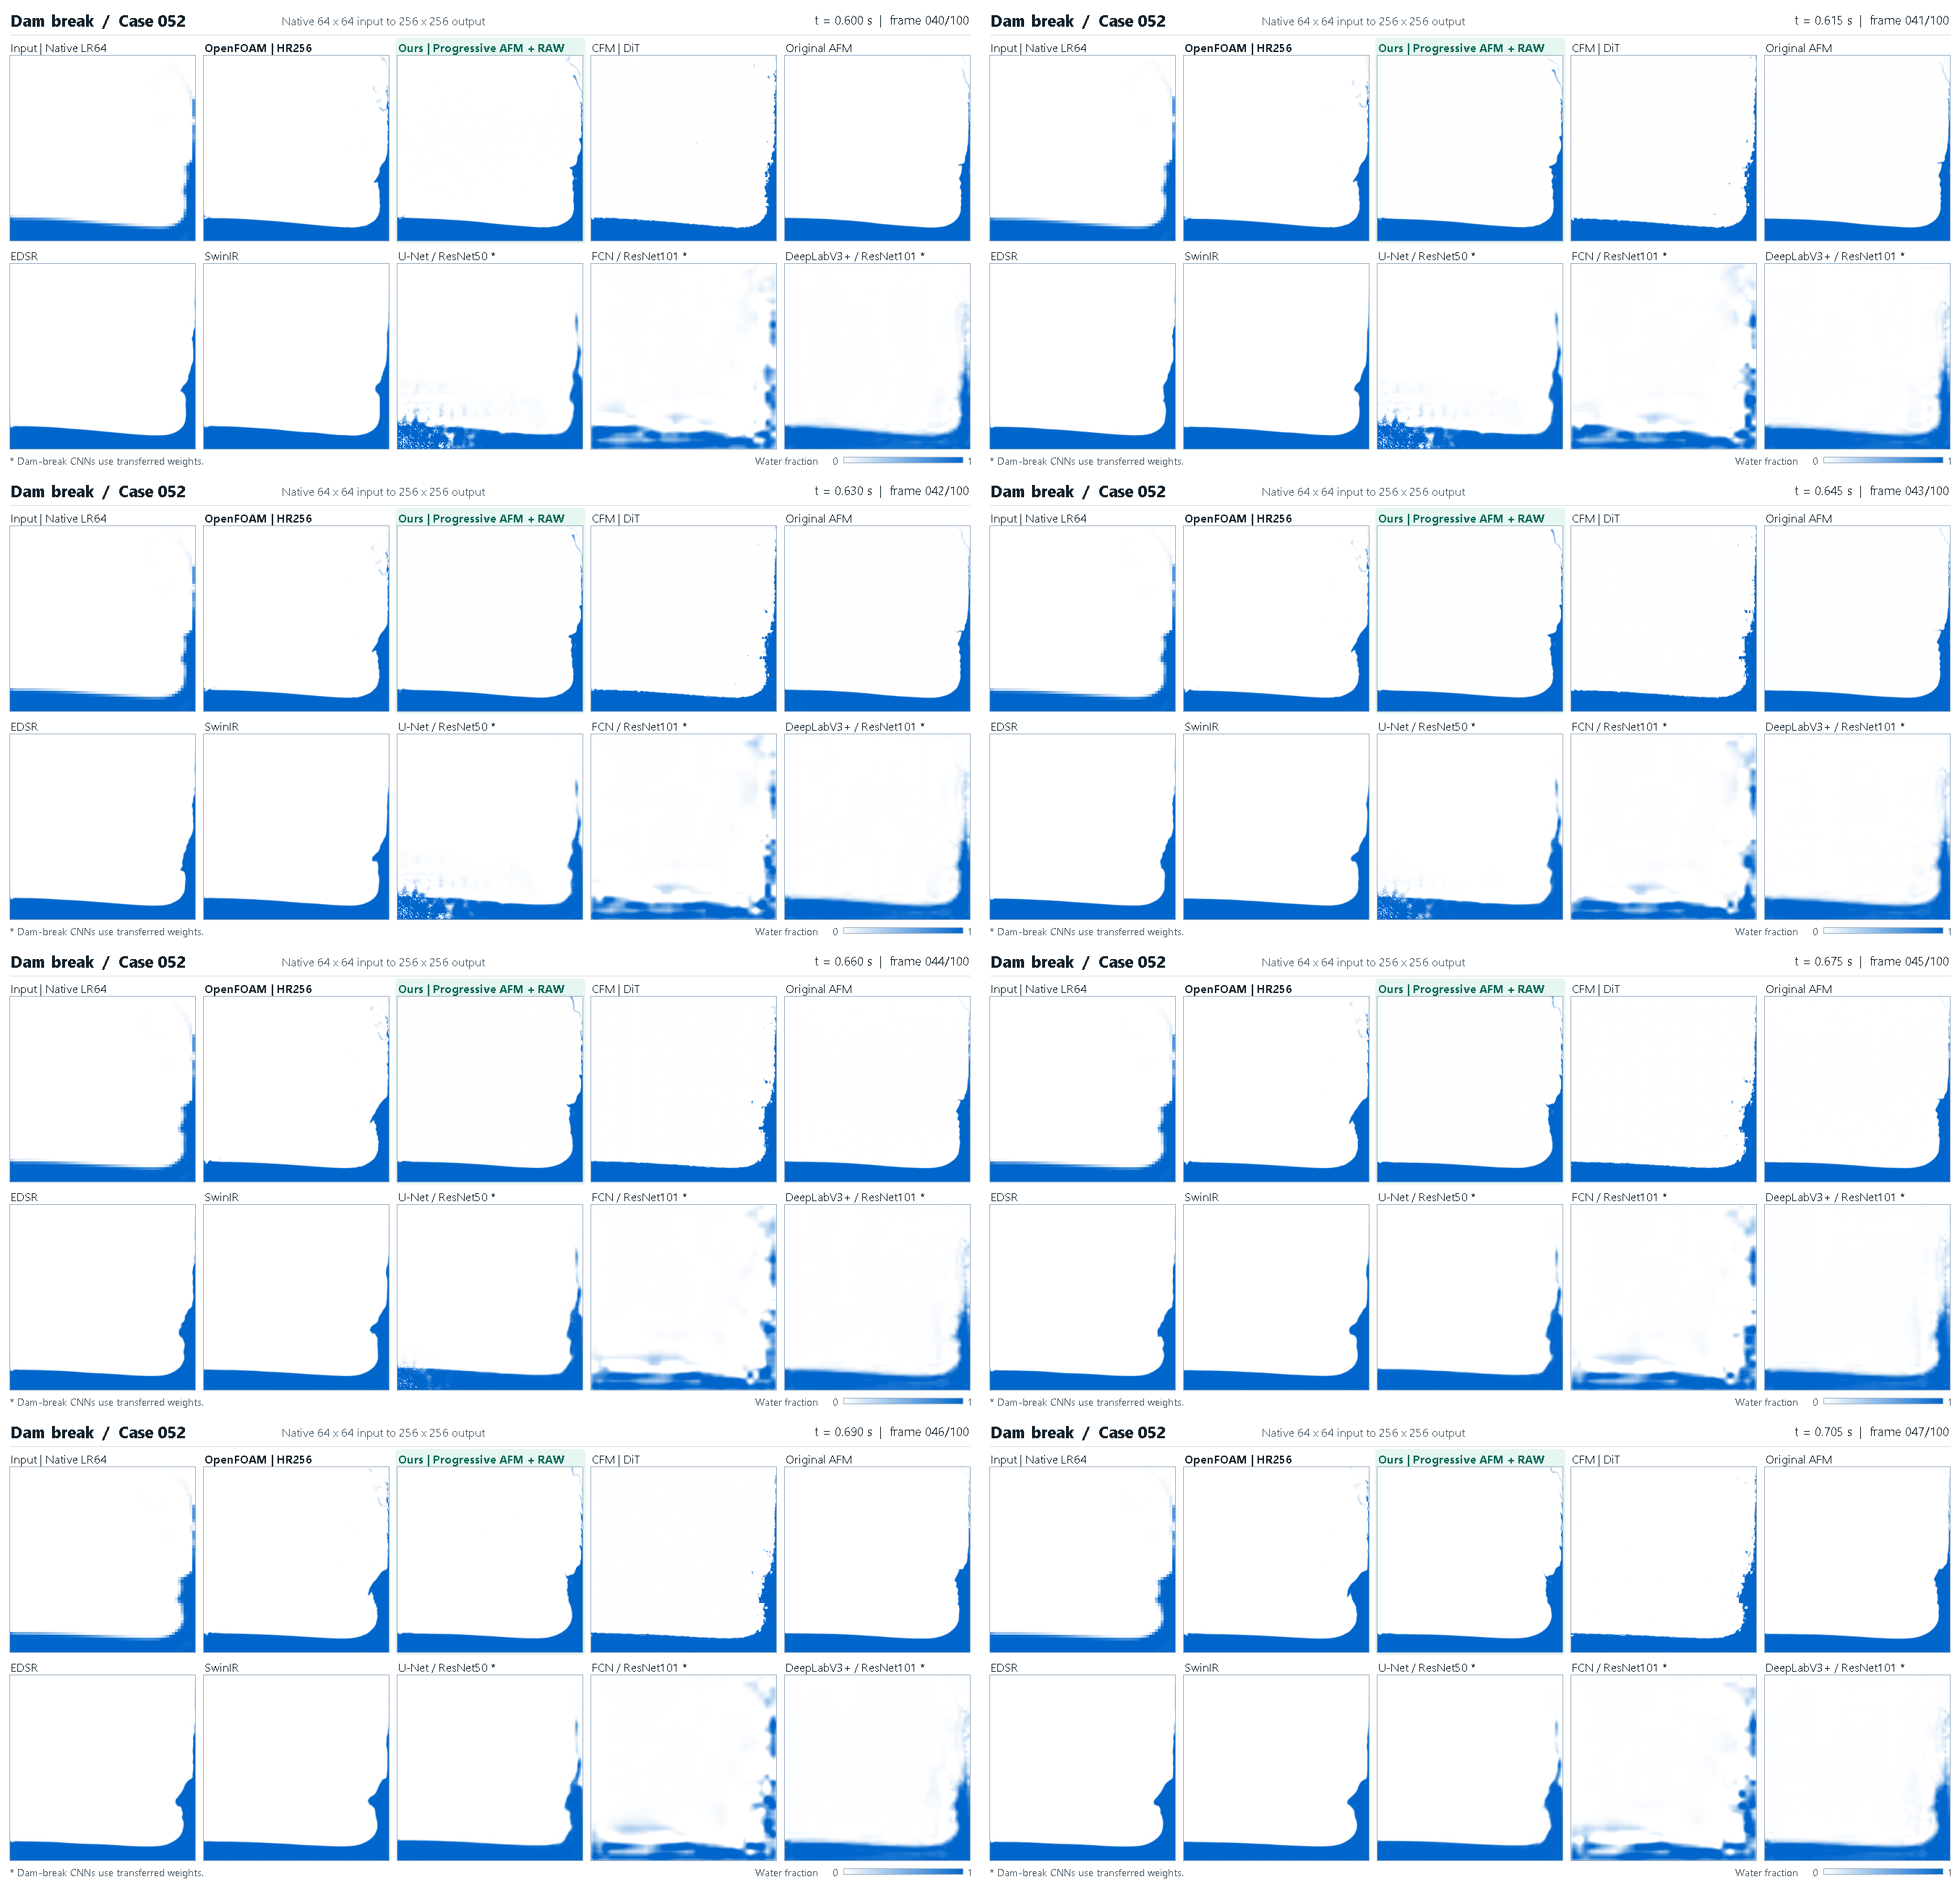 Dam break / Case 052 Native 64 x 64 input to 256 x 256 output t = 0.600 s | frame 040/100
Input | Native LR64 OpenFOAM | HR256 Ours | Progressive AFM + RAW CFM | DiT Original AFM
EDSR SwinIR U-Net / ResNet50 * FCN / ResNet101 * DeepLabV3+ / ResNet101 *
* Dam-break CNNs use transferred weights. Water fraction 0 1
Dam break / Case 052 Native 64 x 64 input to 256 x 256 output t = 0.615 s | frame 041/100
Input | Native LR64 OpenFOAM | HR256 Ours | Progressive AFM + RAW CFM | DiT Original AFM
EDSR SwinIR U-Net / ResNet50 * FCN / ResNet101 * DeepLabV3+ / ResNet101 *
* Dam-break CNNs use transferred weights. Water fraction 0 1
Dam break / Case 052 Native 64 x 64 input to 256 x 256 output t = 0.630 s | frame 042/100
Input | Native LR64 OpenFOAM | HR256 Ours | Progressive AFM + RAW CFM | DiT Original AFM
EDSR SwinIR U-Net / ResNet50 * FCN / ResNet101 * DeepLabV3+ / ResNet101 *
* Dam-break CNNs use transferred weights. Water fraction 0 1
Dam break / Case 052 Native 64 x 64 input to 256 x 256 output t = 0.645 s | frame 043/100
Input | Native LR64 OpenFOAM | HR256 Ours | Progressive AFM + RAW CFM | DiT Original AFM
EDSR SwinIR U-Net / ResNet50 * FCN / ResNet101 * DeepLabV3+ / ResNet101 *
* Dam-break CNNs use transferred weights. Water fraction 0 1
Dam break / Case 052 Native 64 x 64 input to 256 x 256 output t = 0.660 s | frame 044/100
Input | Native LR64 OpenFOAM | HR256 Ours | Progressive AFM + RAW CFM | DiT Original AFM
EDSR SwinIR U-Net / ResNet50 * FCN / ResNet101 * DeepLabV3+ / ResNet101 *
* Dam-break CNNs use transferred weights. Water fraction 0 1
Dam break / Case 052 Native 64 x 64 input to 256 x 256 output t = 0.675 s | frame 045/100
Input | Native LR64 OpenFOAM | HR256 Ours | Progressive AFM + RAW CFM | DiT Original AFM
EDSR SwinIR U-Net / ResNet50 * FCN / ResNet101 * DeepLabV3+ / ResNet101 *
* Dam-break CNNs use transferred weights. Water fraction 0 1
Dam break / Case 052 Native 64 x 64 input to 256 x 256 output t = 0.690 s | frame 046/100
Input | Native LR64 OpenFOAM | HR256 Ours | Progressive AFM + RAW CFM | DiT Original AFM
EDSR SwinIR U-Net / ResNet50 * FCN / ResNet101 * DeepLabV3+ / ResNet101 *
* Dam-break CNNs use transferred weights. Water fraction 0 1
Dam break / Case 052 Native 64 x 64 input to 256 x 256 output t = 0.705 s | frame 047/100
Input | Native LR64 OpenFOAM | HR256 Ours | Progressive AFM + RAW CFM | DiT Original AFM
EDSR SwinIR U-Net / ResNet50 * FCN / ResNet101 * DeepLabV3+ / ResNet101 *
* Dam-break CNNs use transferred weights. Water fraction 0 1